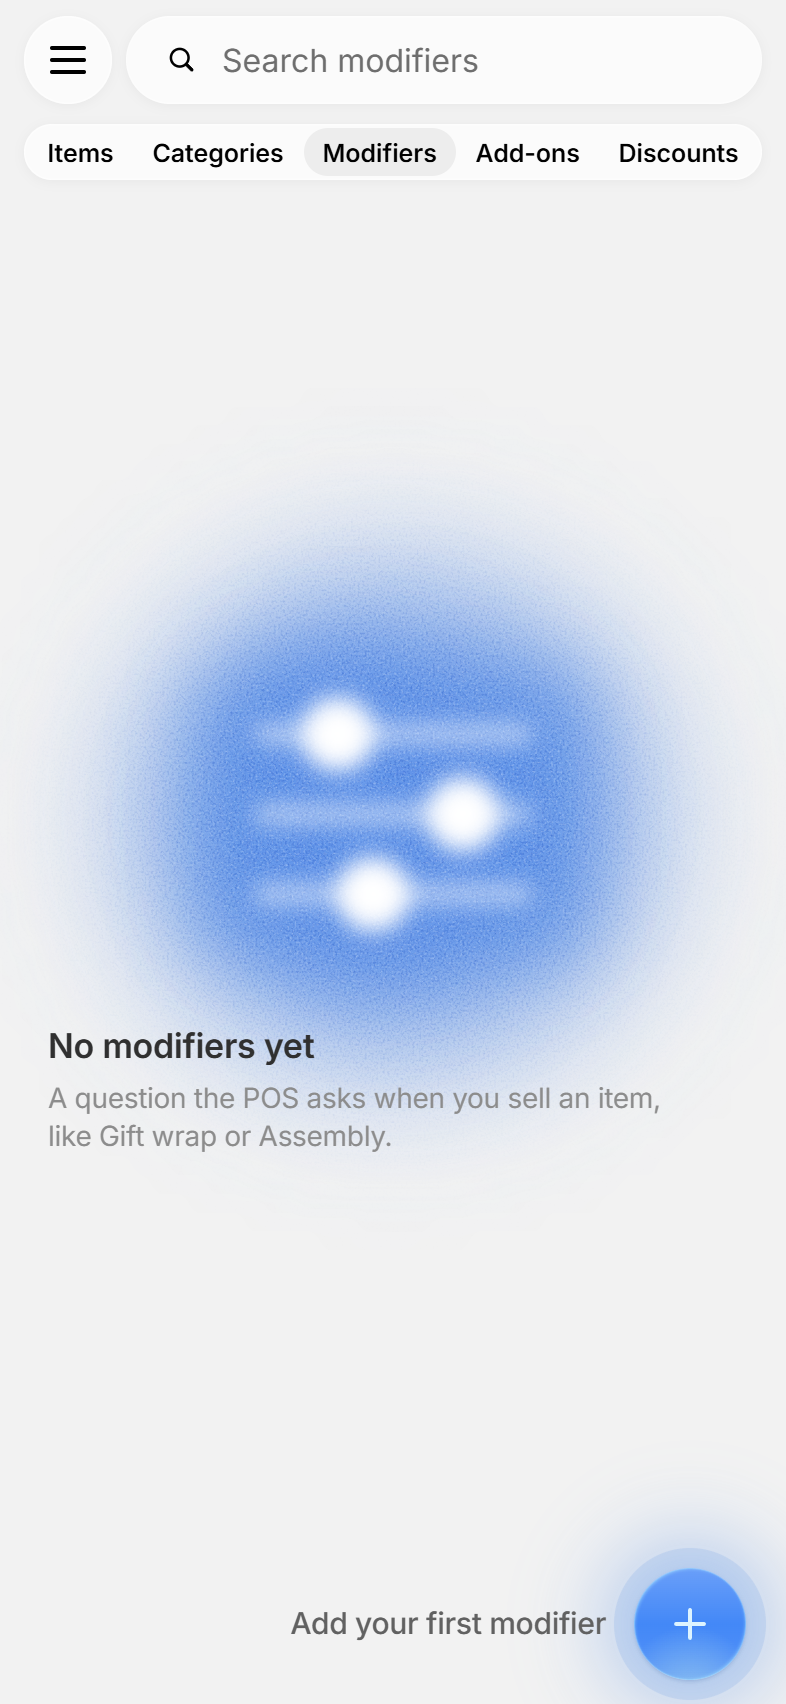 Search modifiers
Items
Categories
Modifiers
Add-ons
Discounts
No modifiers yet
A question the POS asks when you sell an item,
like Gift wrap or Assembly.
Add your first modifier